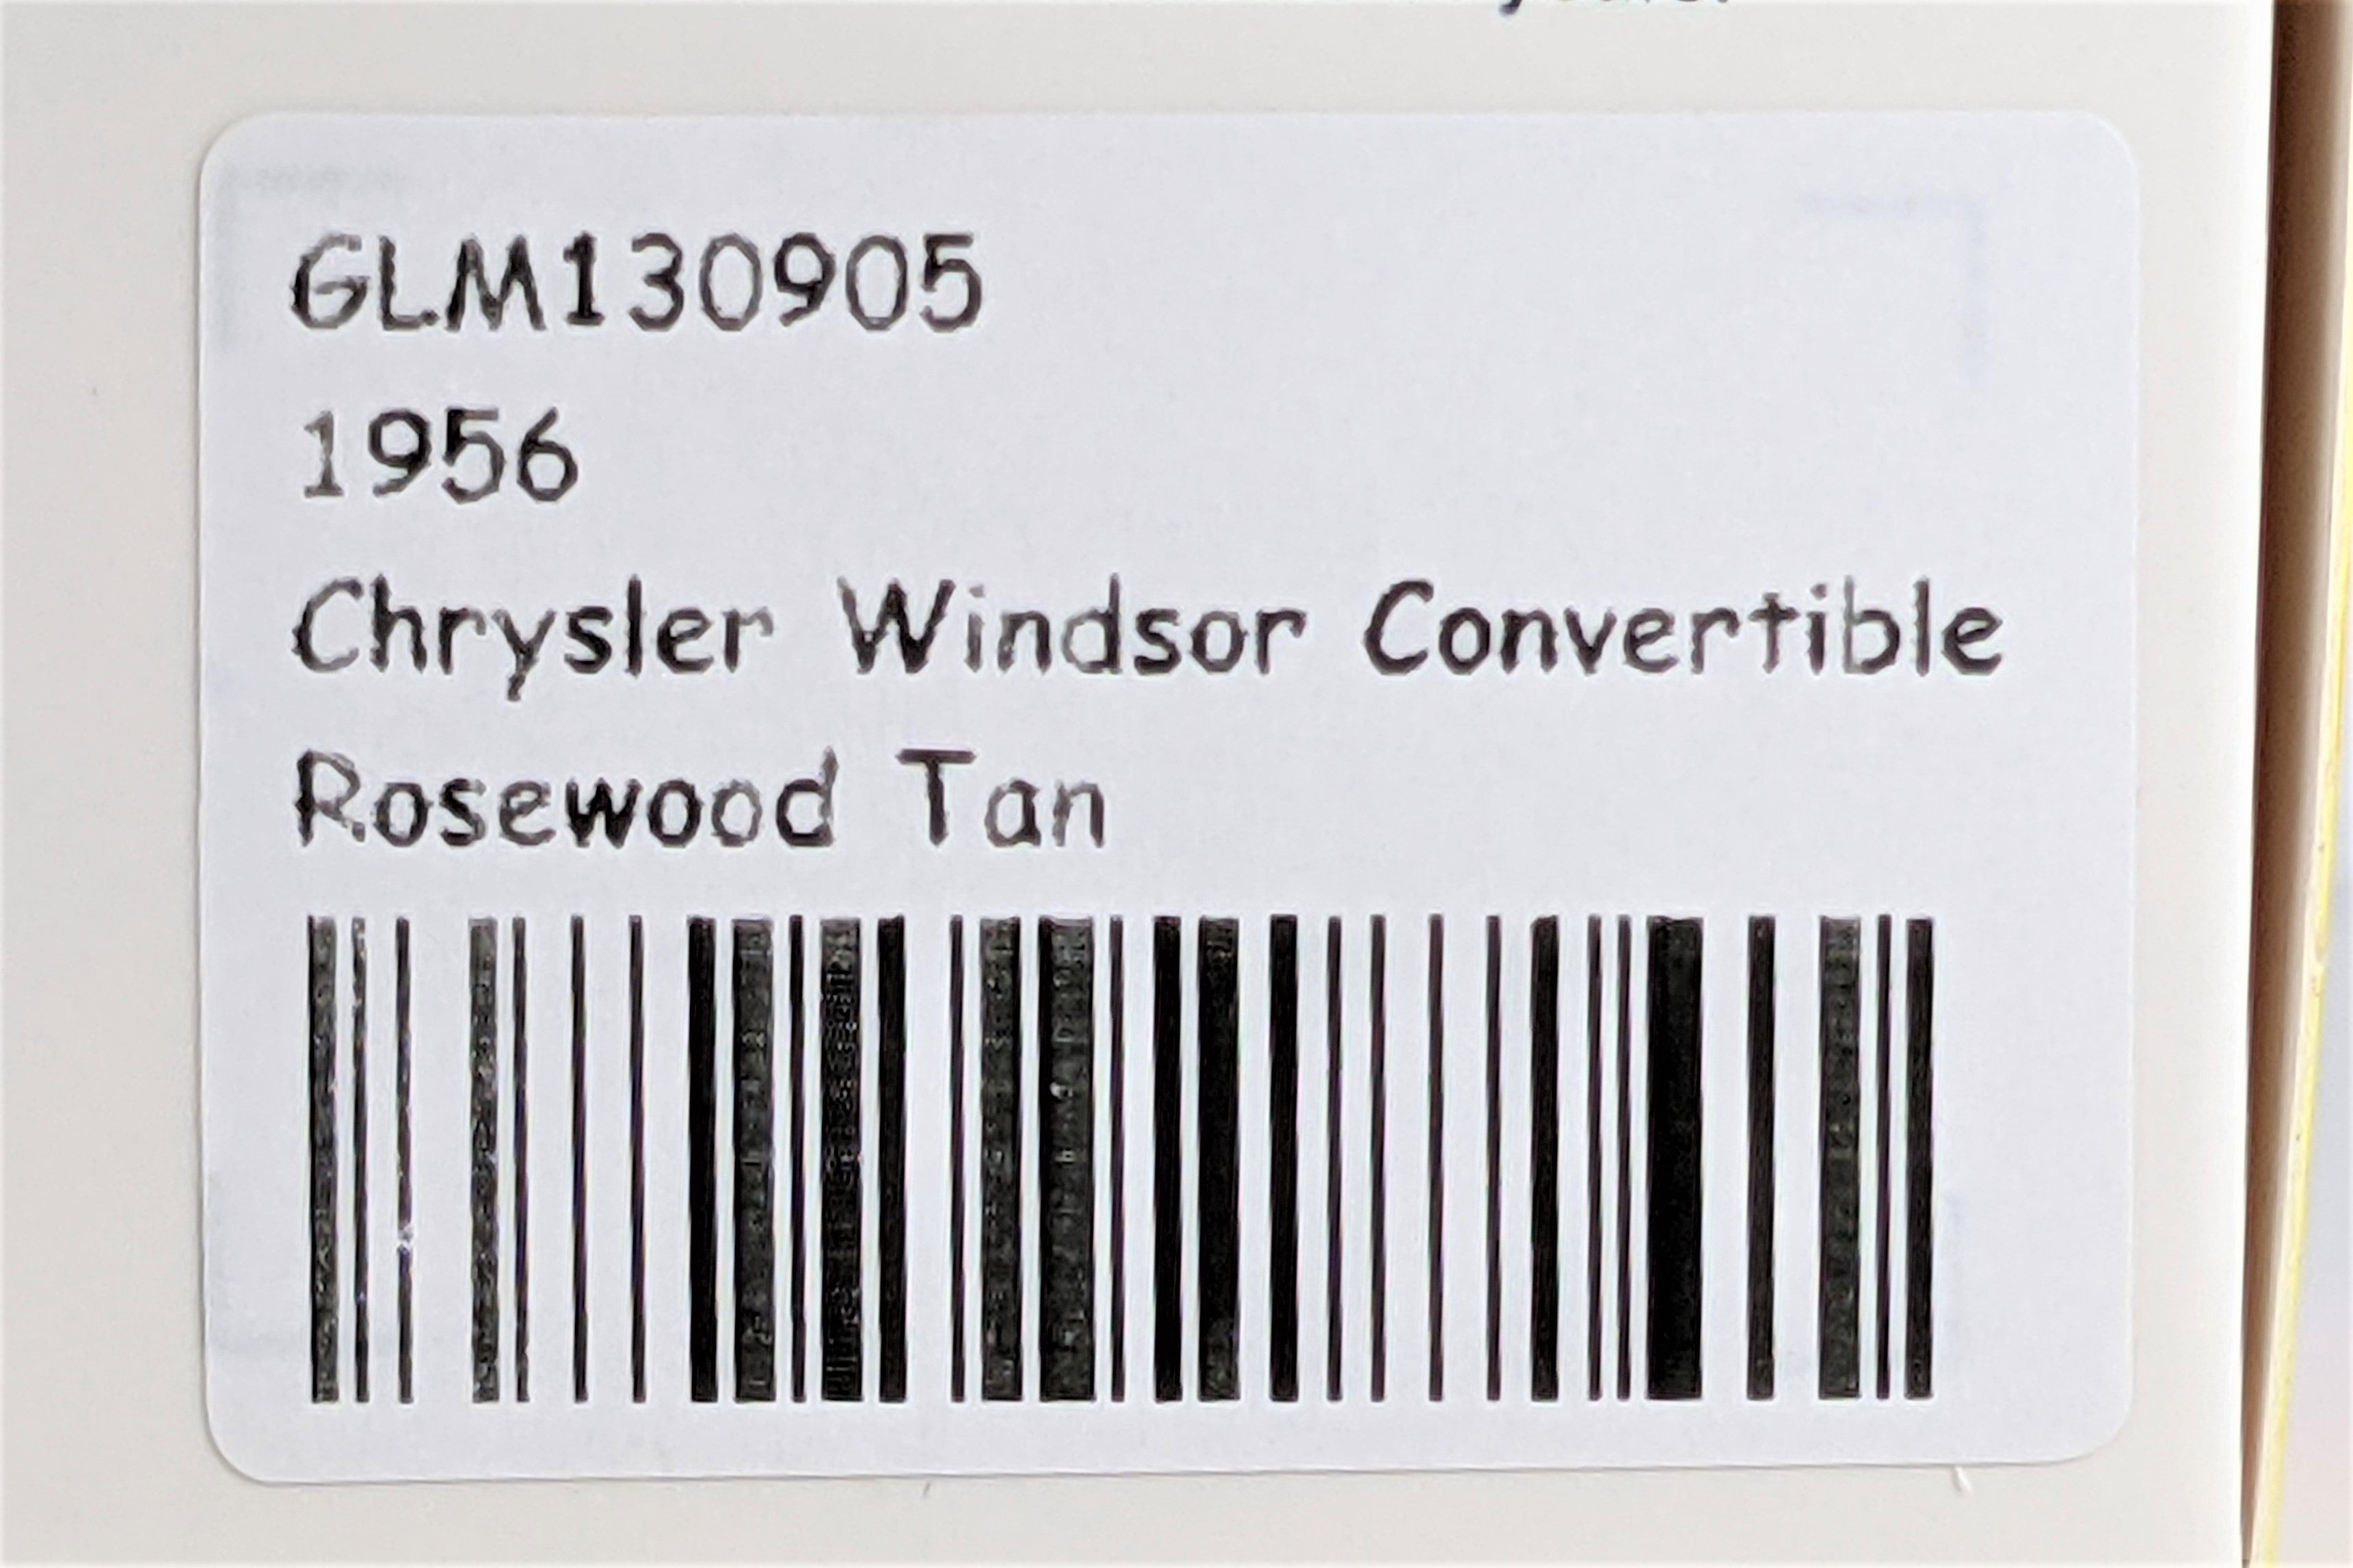 GLM130905
1956
Chrysler Windsor Convertible
Rosewood Tan